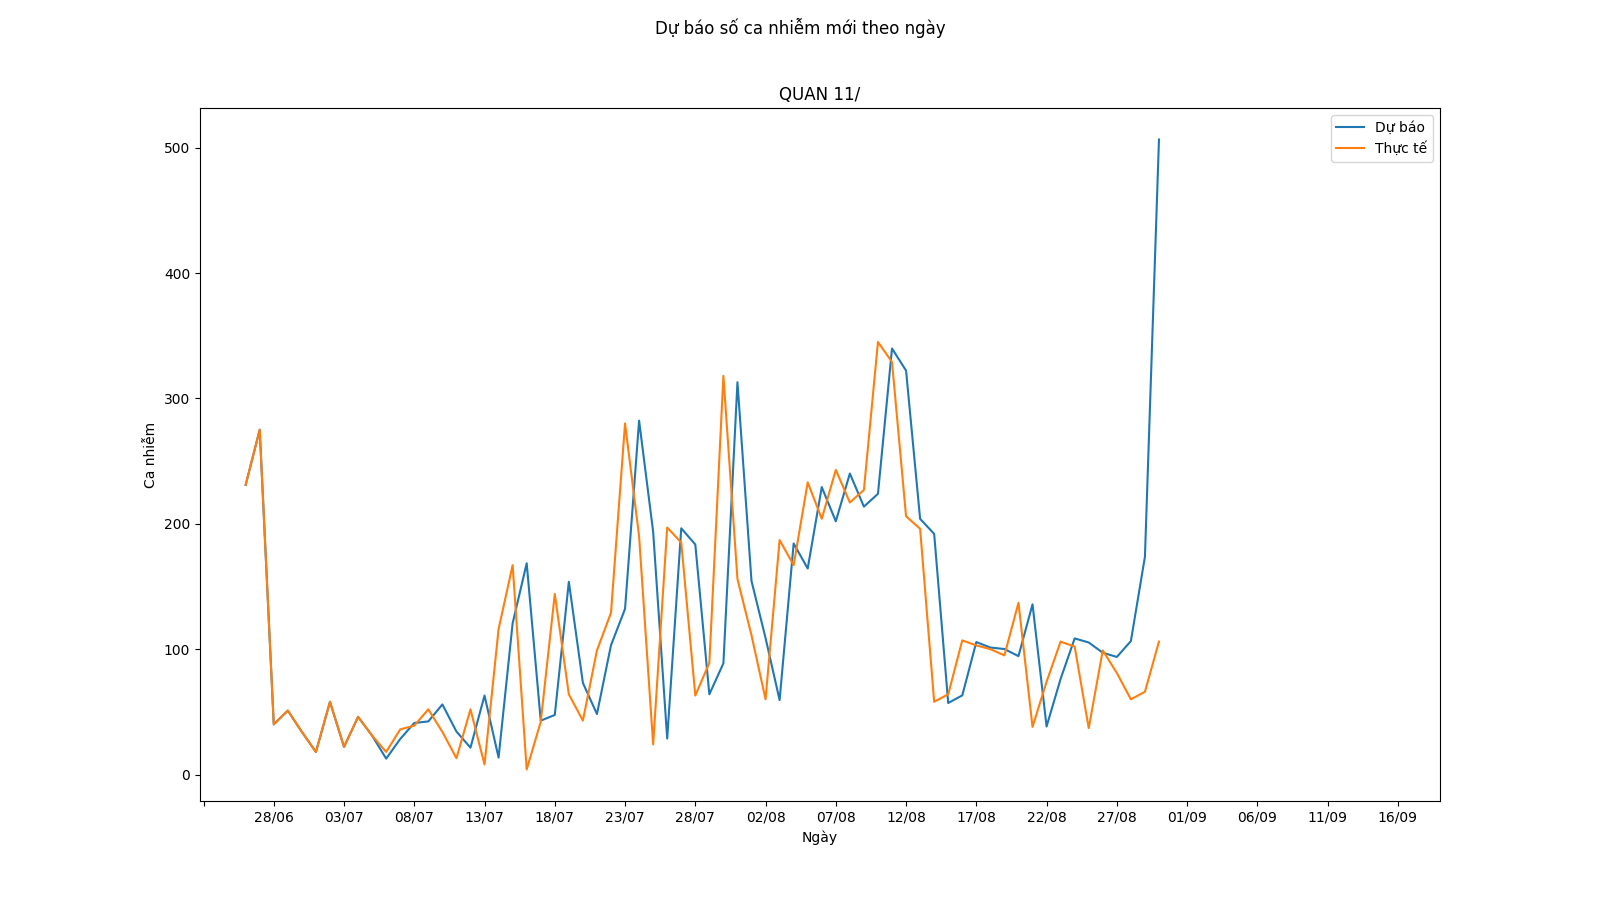 Dự báo số ca nhiễm mới theo ngày
QUAN 11/
Dự báo
Thực tế
500
400
300
200
100
0
Ca nhiễm
28/06 03/07 08/07 13/07 18/07 23/07 28/07 02/08 07/08 12/08 17/08 22/08 27/08 01/09 06/09 11/09 16/09
Ngày